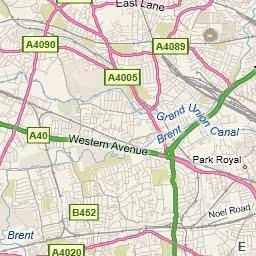 East Lane
A4090
A4089
A4005
Grand Union Canal
Brent
A40
Western Avenue
Park Royal
B452
Noel Road
Brent
A4020
E